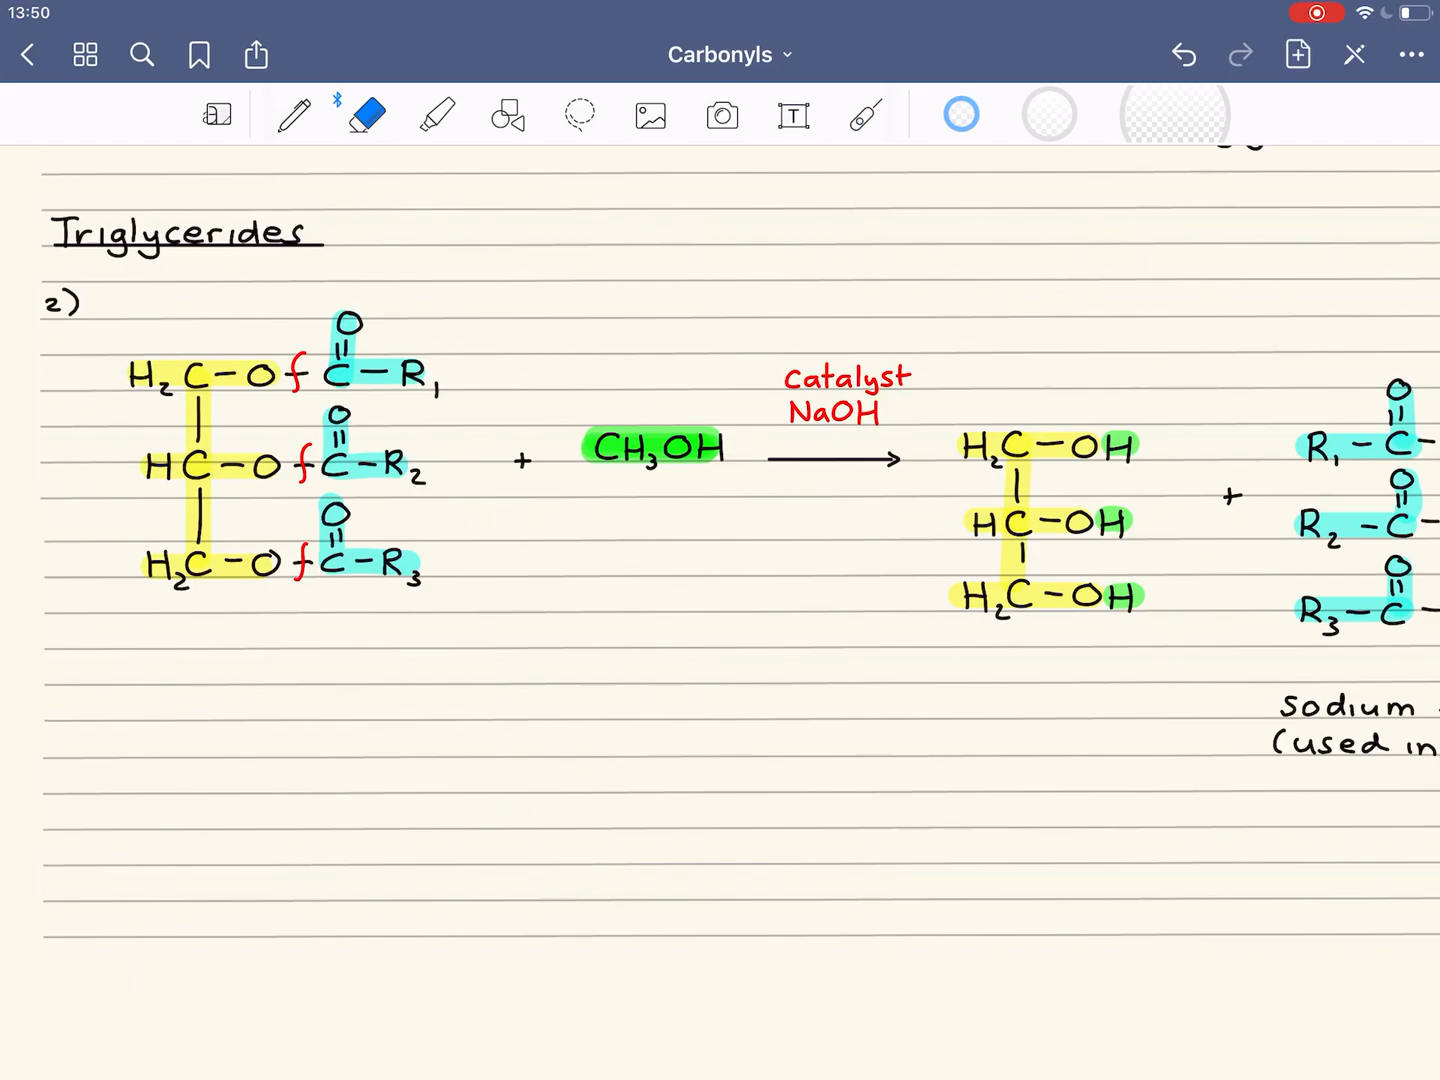 13:50
Carbonyls
T
Triglycerides
2)
O
H₂C-O-C-R₁
O
HC-O-C-R₂
O
H₂C-O-C-R₃
+
CH₃OH
Catalyst
NaOH
H₂C-OH
HC-OH
H₂C-OH
+
O
R₁-C-
O
R₂-C-
O
R₃-C-
sodium
(used in